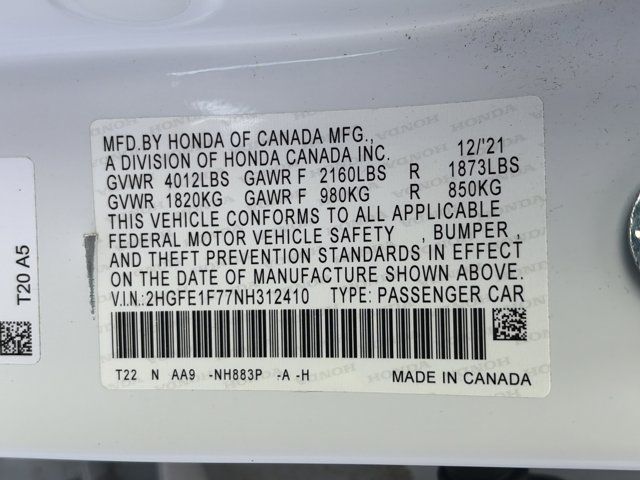 MFD.BY HONDA OF CANADA MFG.,
A DIVISION OF HONDA CANADA INC. 12/'21
GVWR 4012LBS GAWR F 2160LBS R 1873LBS
GVWR 1820KG GAWR F 980KG R 850KG
THIS VEHICLE CONFORMS TO ALL APPLICABLE
FEDERAL MOTOR VEHICLE SAFETY , BUMPER ,
AND THEFT PREVENTION STANDARDS IN EFFECT
ON THE DATE OF MANUFACTURE SHOWN ABOVE.
V.I.N.: 2HGFE1F77NH312410 TYPE: PASSENGER CAR
T22 N AA9 -NH883P -A -H MADE IN CANADA
T20 A5